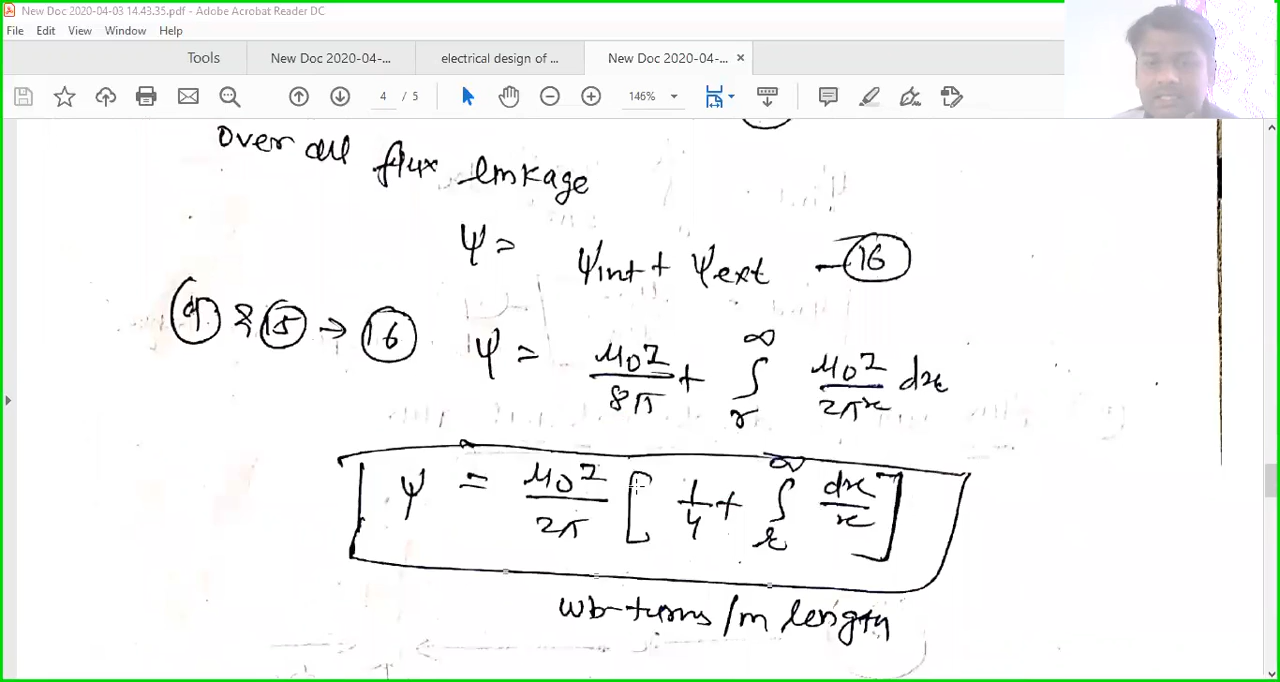 New Doc 2020-04-03 14.43.35.pdf - Adobe Acrobat Reader DC
File Edit View Window Help
Tools New Doc 2020-04-... electrical design of ... New Doc 2020-04-... ×
4 / 5 146%
Over all flux linkage
ψ = ψint + ψext — 16
9 & 15 → 16 ψ = μ0I/8π + ∫r^∞ μ0I/2πx dx
ψ = μ0I/2π [ 1/4 + ∫r^∞ dx/x ]
wb-turns/m length